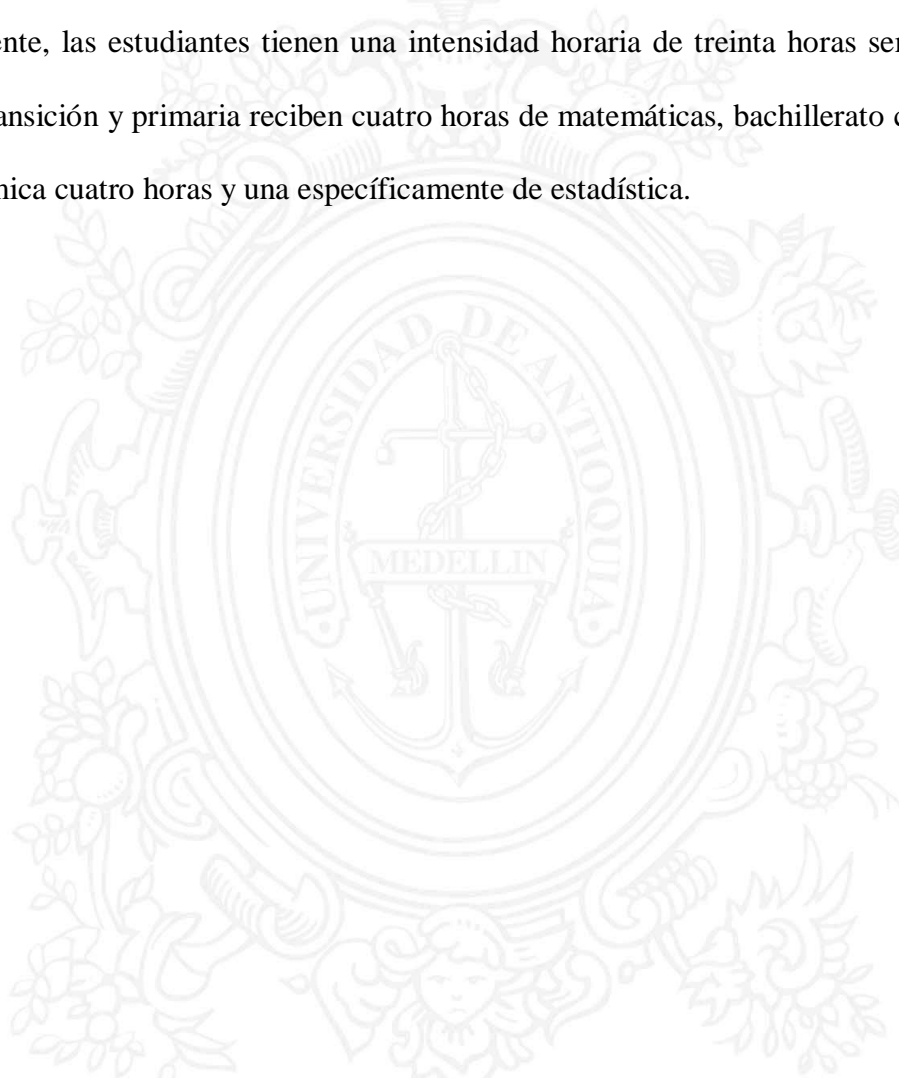 ente, las estudiantes tienen una intensidad horaria de treinta horas ser
ansición y primaria reciben cuatro horas de matemáticas, bachillerato c
nica cuatro horas y una específicamente de estadística.
UNIVERSIDAD DE ANTIOQUIA
MEDELLIN